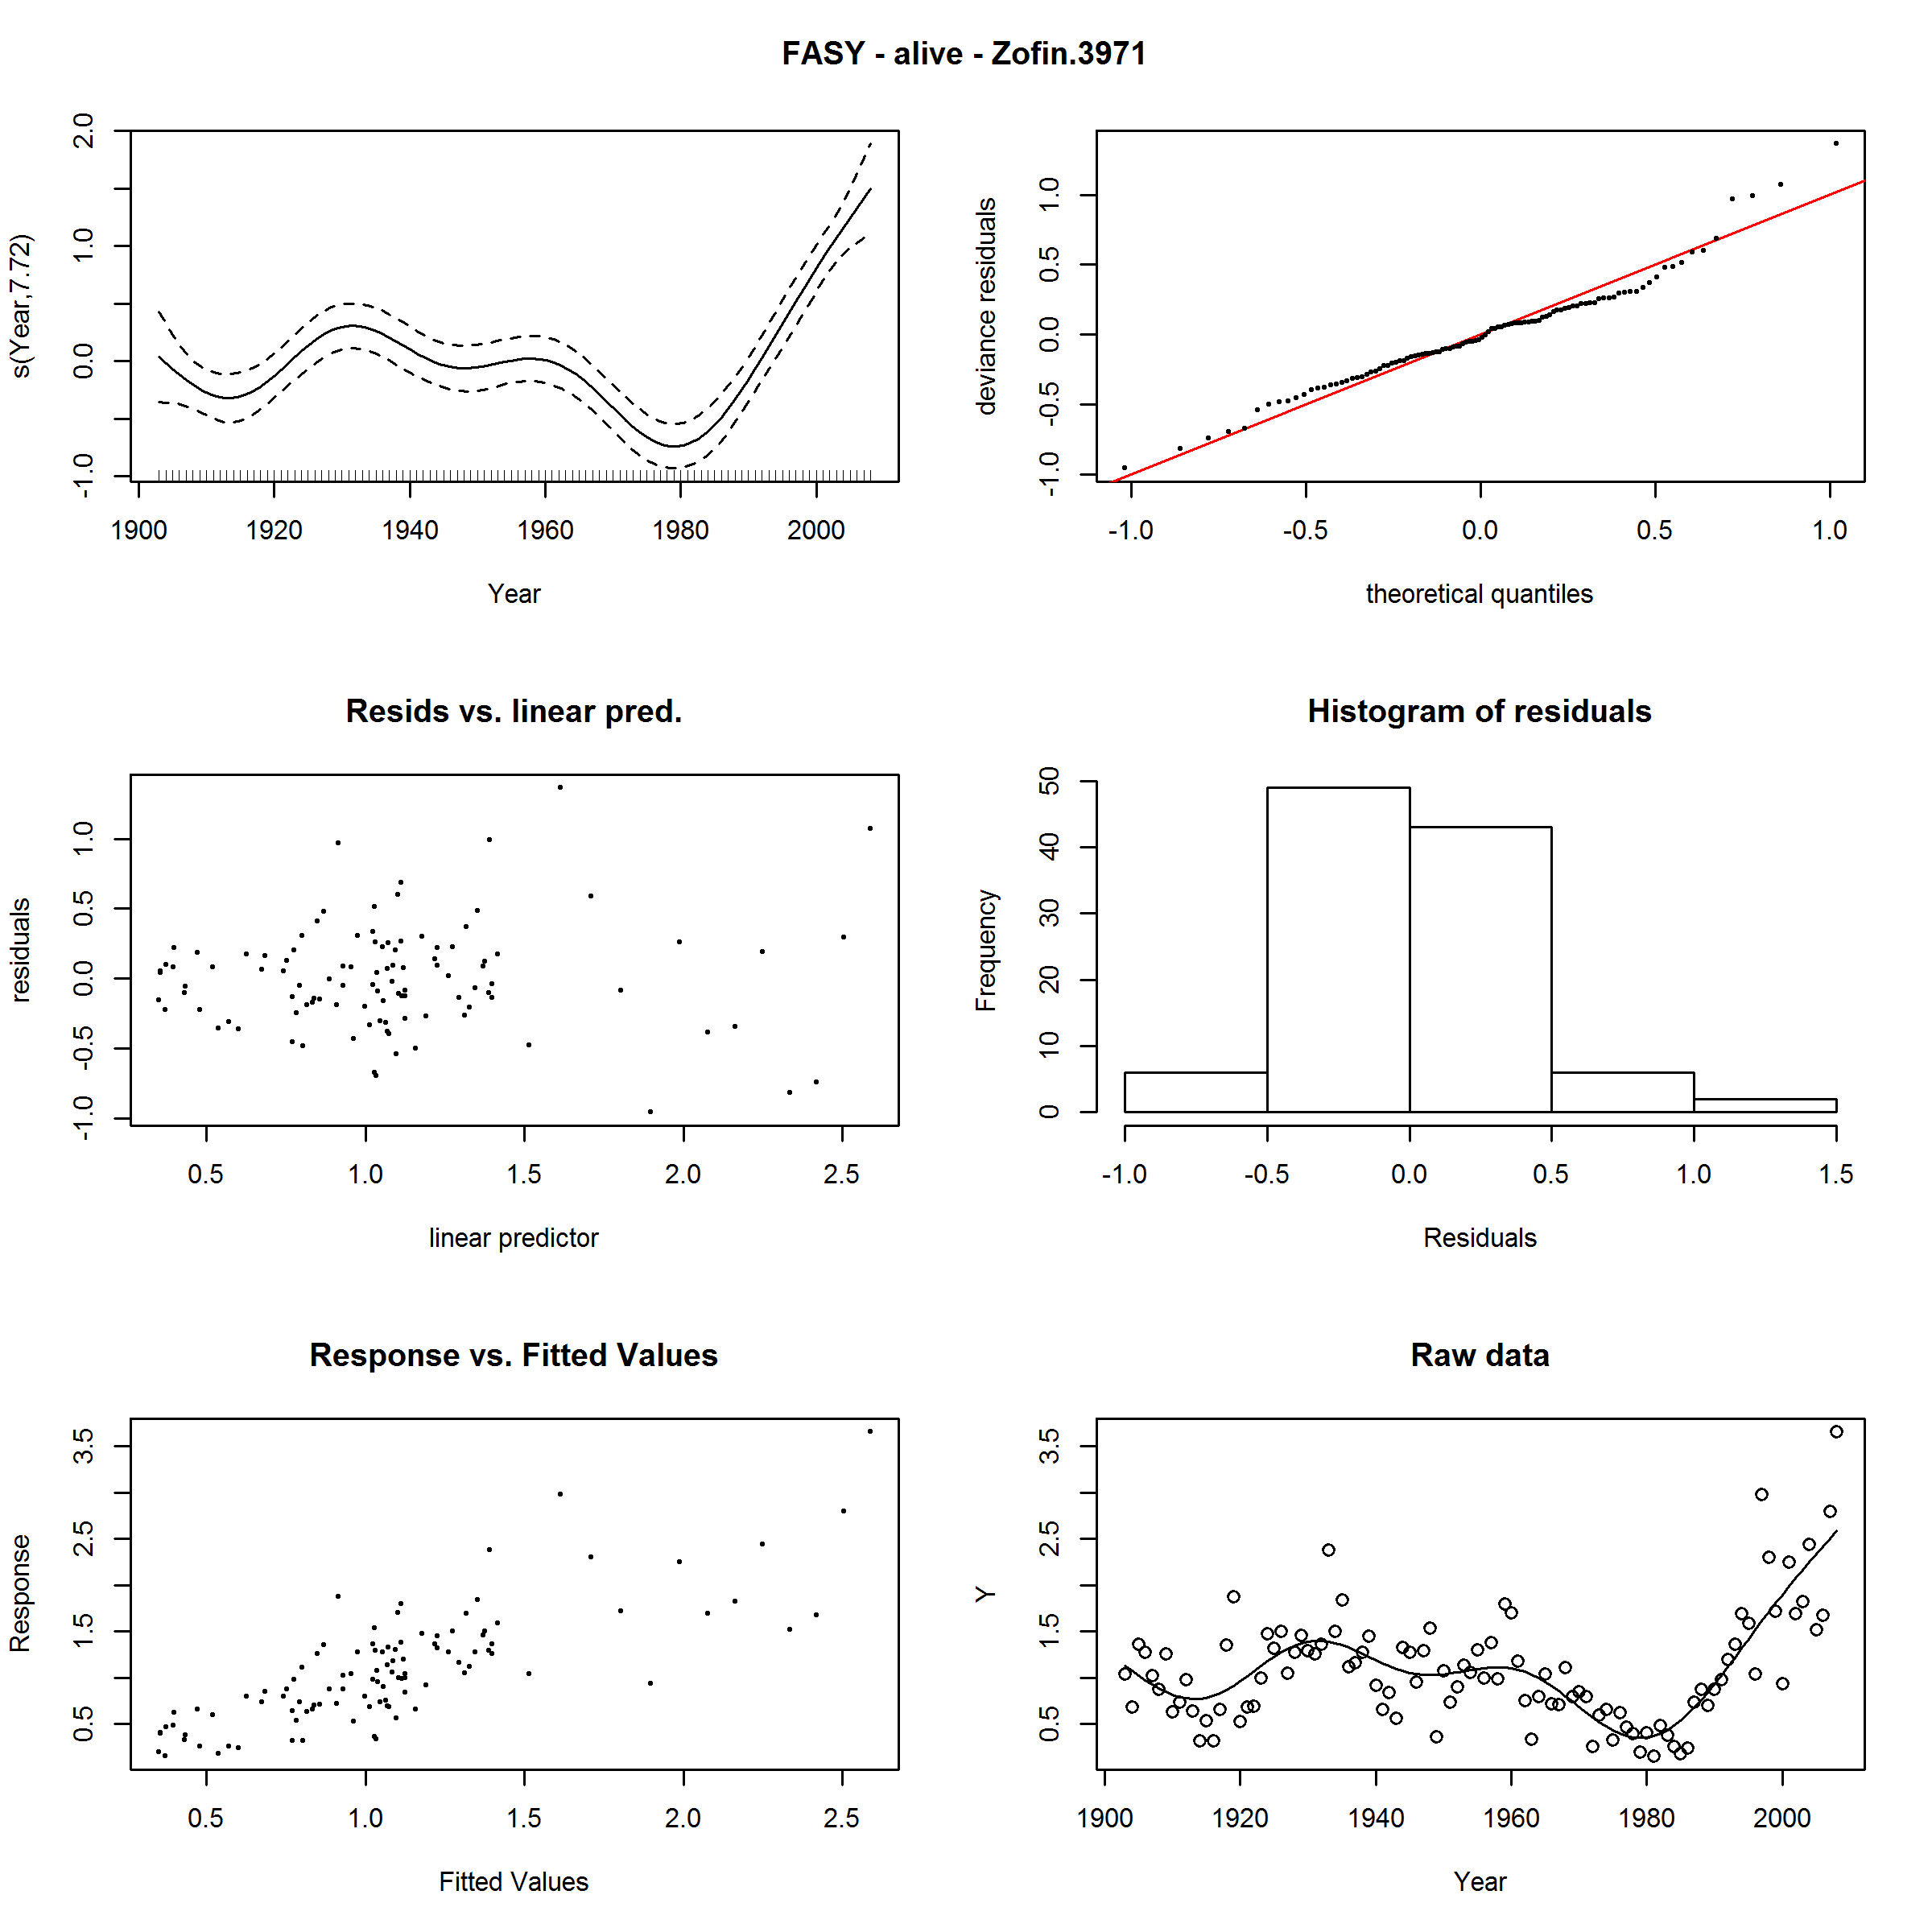 FASY - alive - Zofin.3971
s(Year,7.72)
-1.0 0.0 1.0 2.0
1900 1920 1940 1960 1980 2000
Year
deviance residuals
-1.0 -0.5 0.0 0.5 1.0
-1.0 -0.5 0.0 0.5 1.0
theoretical quantiles
Resids vs. linear pred.
residuals
-1.0 -0.5 0.0 0.5 1.0
0.5 1.0 1.5 2.0 2.5
linear predictor
Histogram of residuals
Frequency
0 10 20 30 40 50
-1.0 -0.5 0.0 0.5 1.0 1.5
Residuals
Response vs. Fitted Values
Response
0.5 1.5 2.5 3.5
0.5 1.0 1.5 2.0 2.5
Fitted Values
Raw data
Y
0.5 1.5 2.5 3.5
1900 1920 1940 1960 1980 2000
Year